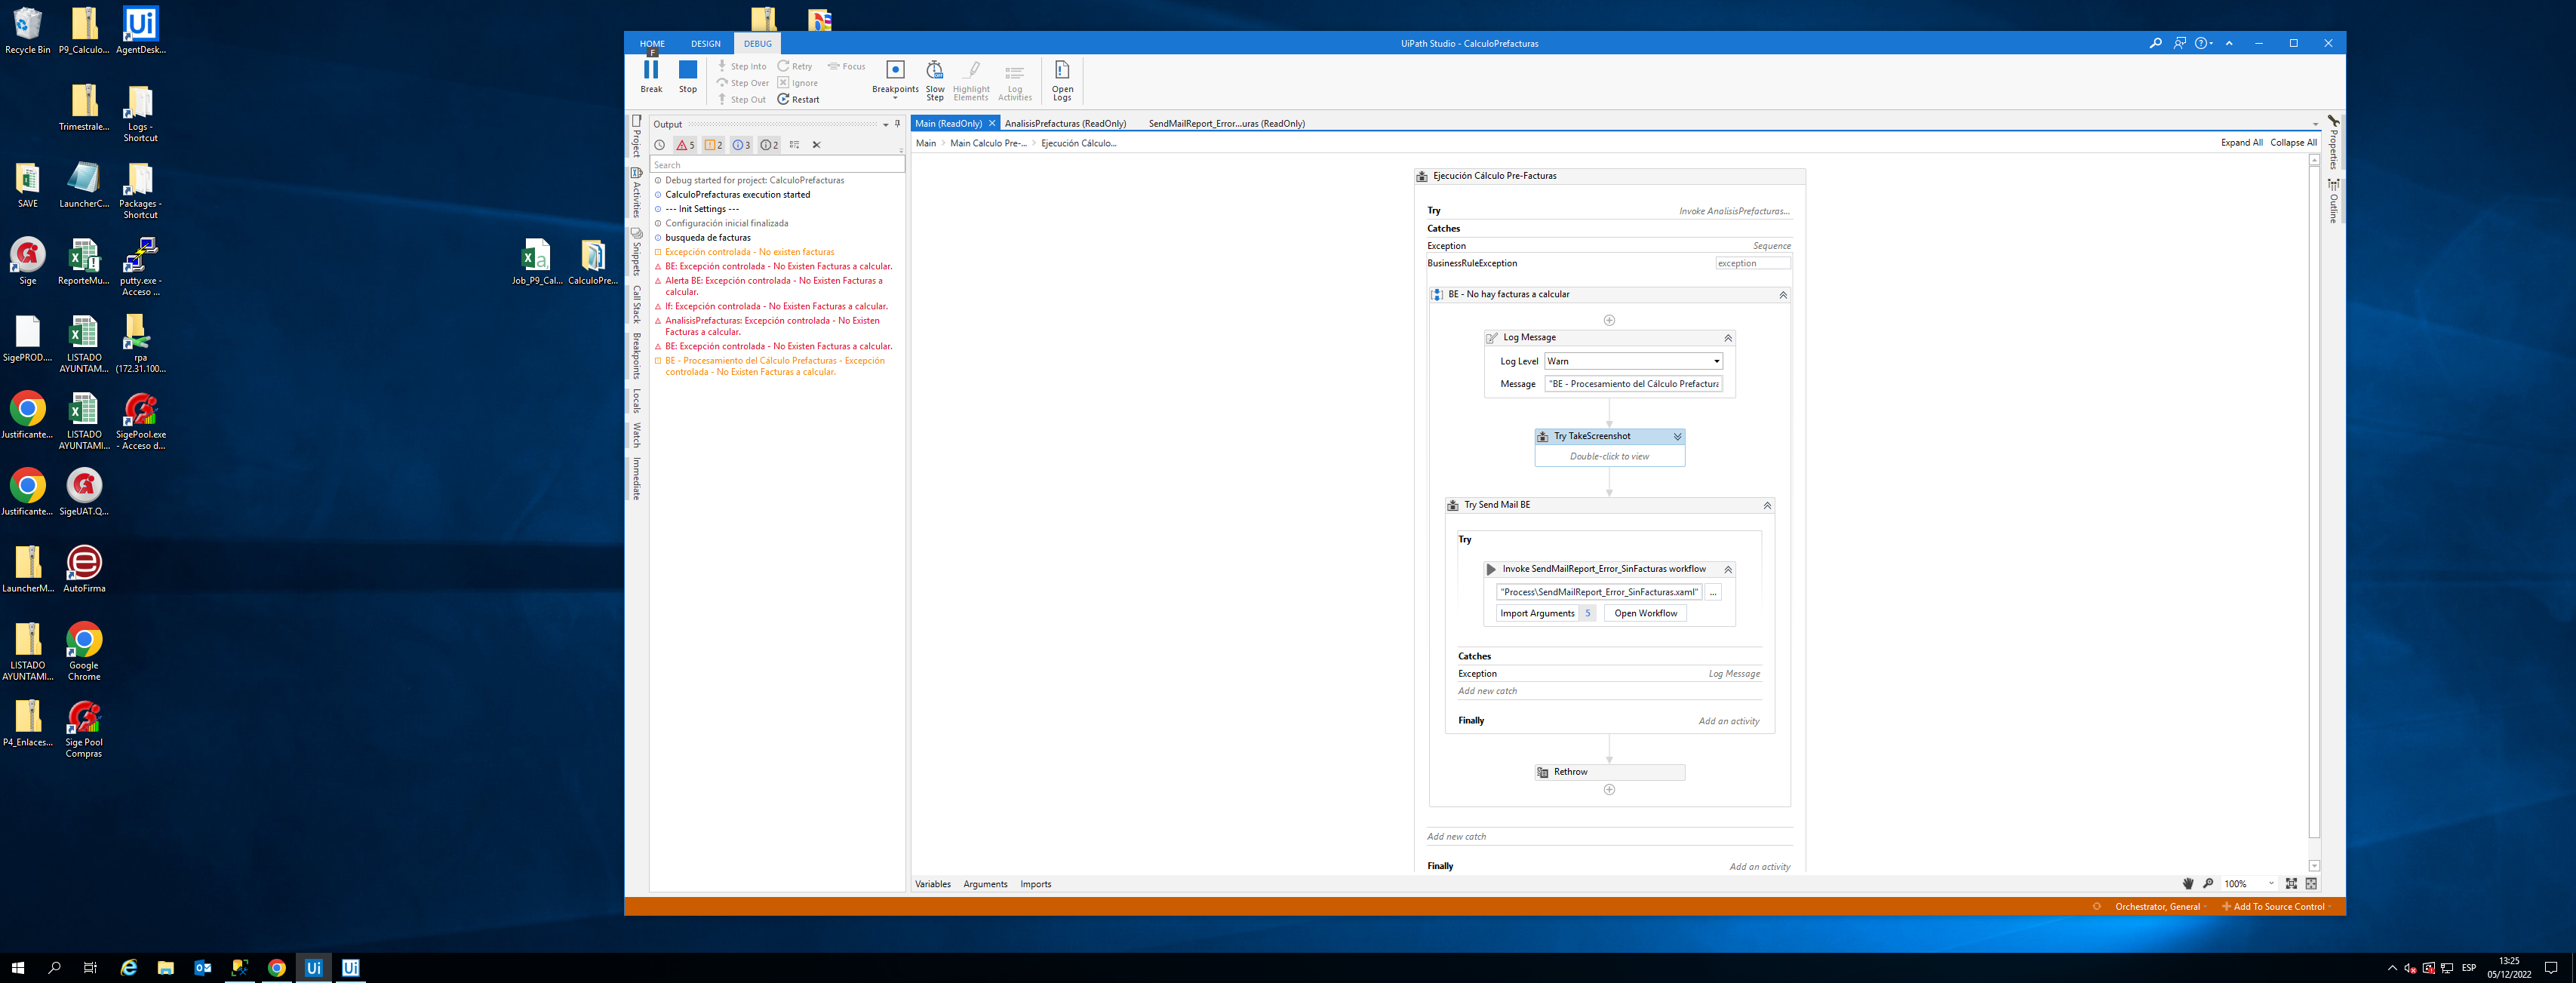 Recycle Bin
P9_Calculo...
AgentDesk...
Trimestrale...
Logs -
Shortcut
SAVE
LauncherC...
Packages -
Shortcut
Sige
ReporteMu...
putty.exe -
Acceso ...
SigePROD....
LISTADO
AYUNTAM...
rpa
(172.31.100...
Justificante...
LISTADO
AYUNTAMI...
SigePool.exe
- Acceso d...
Justificante...
SigeUAT.Q...
LauncherM...
AutoFirma
LISTADO
AYUNTAMI...
Google
Chrome
P4_Enlaces...
Sige Pool
Compras
Job_P9_Cal...
CalculoPre...
HOME
DESIGN
DEBUG
UiPath Studio - CalculoPrefacturas
F
Break
Stop
Step Into
Step Over
Step Out
Retry
Ignore
Restart
Focus
Breakpoints
Slow
Step
Highlight
Elements
Log
Activities
Open
Logs
Project
Activities
Snippets
Call Stack
Breakpoints
Locals
Watch
Immediate
Output
5
2
3
2
Search
Debug started for project: CalculoPrefacturas
CalculoPrefacturas execution started
--- Init Settings ---
Configuración inicial finalizada
busqueda de facturas
Excepción controlada - No existen facturas
BE: Excepción controlada - No Existen Facturas a calcular.
Alerta BE: Excepción controlada - No Existen Facturas a
calcular.
If: Excepción controlada - No Existen Facturas a calcular.
AnalisisPrefacturas: Excepción controlada - No Existen
Facturas a calcular.
BE: Excepción controlada - No Existen Facturas a calcular.
BE - Procesamiento del Cálculo Prefacturas - Excepción
controlada - No Existen Facturas a calcular.
Main (ReadOnly)
AnalisisPrefacturas (ReadOnly)
SendMailReport_Error...uras (ReadOnly)
Main > Main Calculo Pre-... > Ejecución Cálculo...
Expand All
Collapse All
Ejecución Cálculo Pre-Facturas
Try
Invoke AnalisisPrefacturas...
Catches
Exception
Sequence
BusinessRuleException
exception
BE - No hay facturas a calcular
Log Message
Log Level
Warn
Message
"BE - Procesamiento del Cálculo Prefactura
Try TakeScreenshot
Double-click to view
Try Send Mail BE
Try
Invoke SendMailReport_Error_SinFacturas workflow
"Process\SendMailReport_Error_SinFacturas.xaml"
...
Import Arguments
5
Open Workflow
Catches
Exception
Log Message
Add new catch
Finally
Add an activity
Rethrow
Add new catch
Finally
Add an activity
Variables
Arguments
Imports
100%
Properties
Outline
Orchestrator, General
Add To Source Control
ESP
13:25
05/12/2022